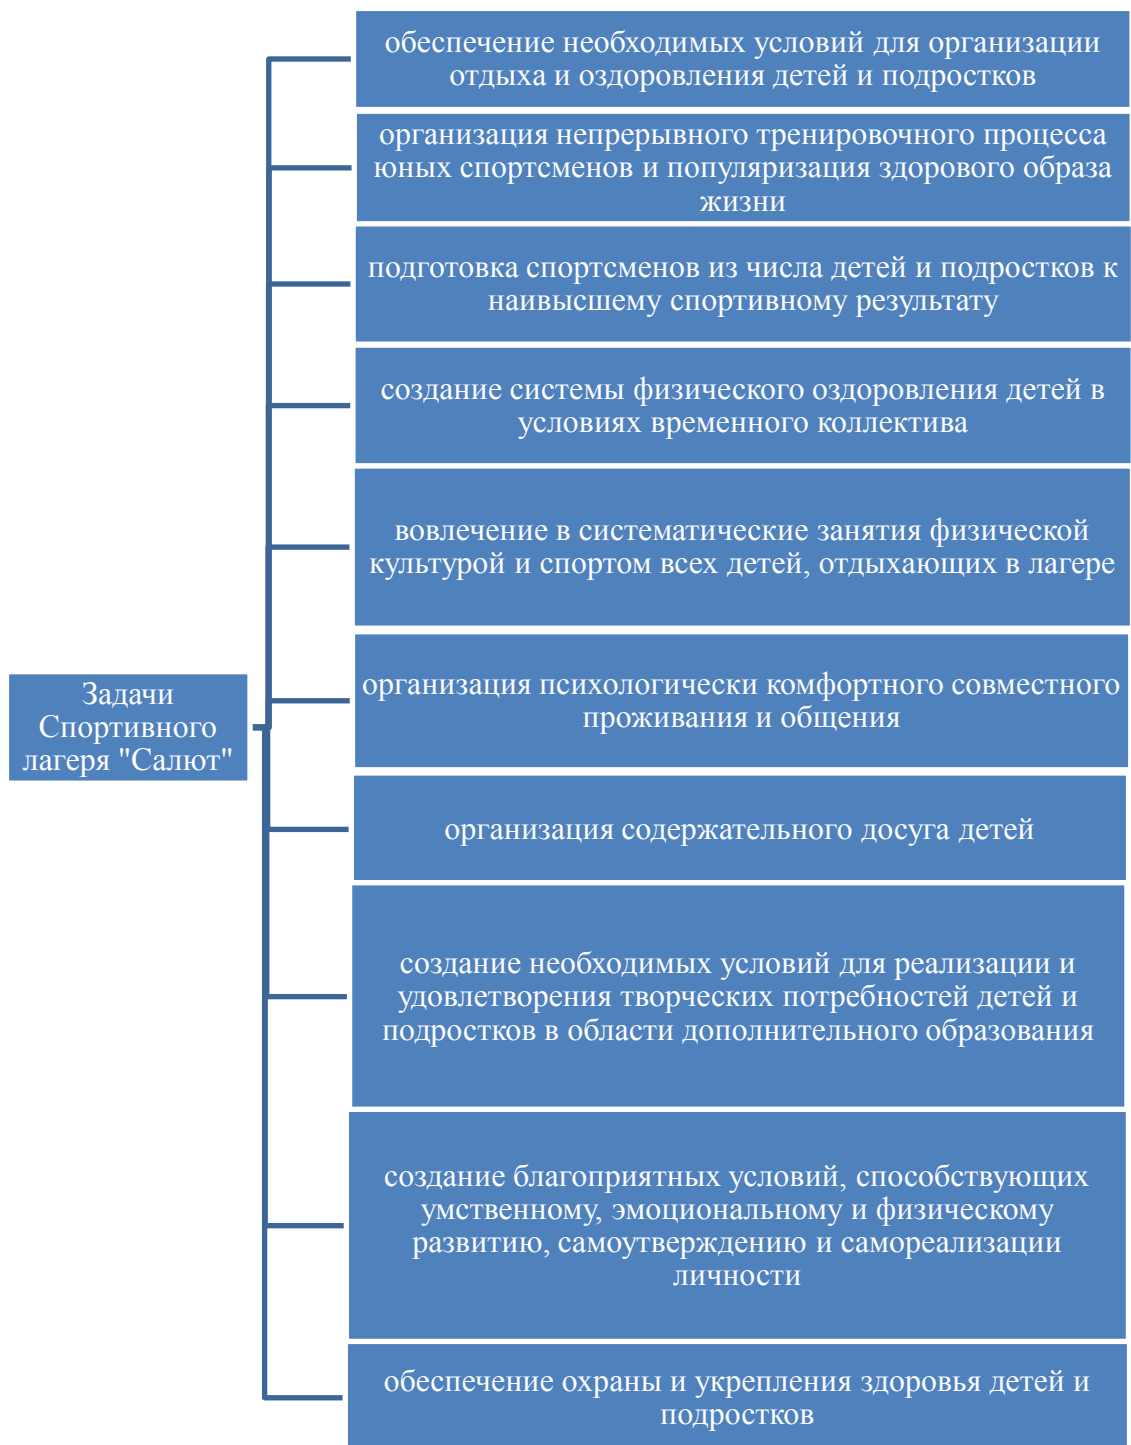 обеспечение необходимых условий для организации
отдыха и оздоровления детей и подростков
организация непрерывного тренировочного процесса
юных спортсменов и популяризация здорового образа
жизни
подготовка спортсменов из числа детей и подростков к
наивысшему спортивному результату
создание системы физического оздоровления детей в
условиях временного коллектива
вовлечение в систематические занятия физической
культурой и спортом всех детей, отдыхающих в лагере
Задачи
Спортивного
лагеря "Салют"
организация психологически комфортного совместного
проживания и общения
организация содержательного досуга детей
создание необходимых условий для реализации и
удовлетворения творческих потребностей детей и
подростков в области дополнительного образования
создание благоприятных условий, способствующих
умственному, эмоциональному и физическому
развитию, самоутверждению и самореализации
личности
обеспечение охраны и укрепления здоровья детей и
подростков